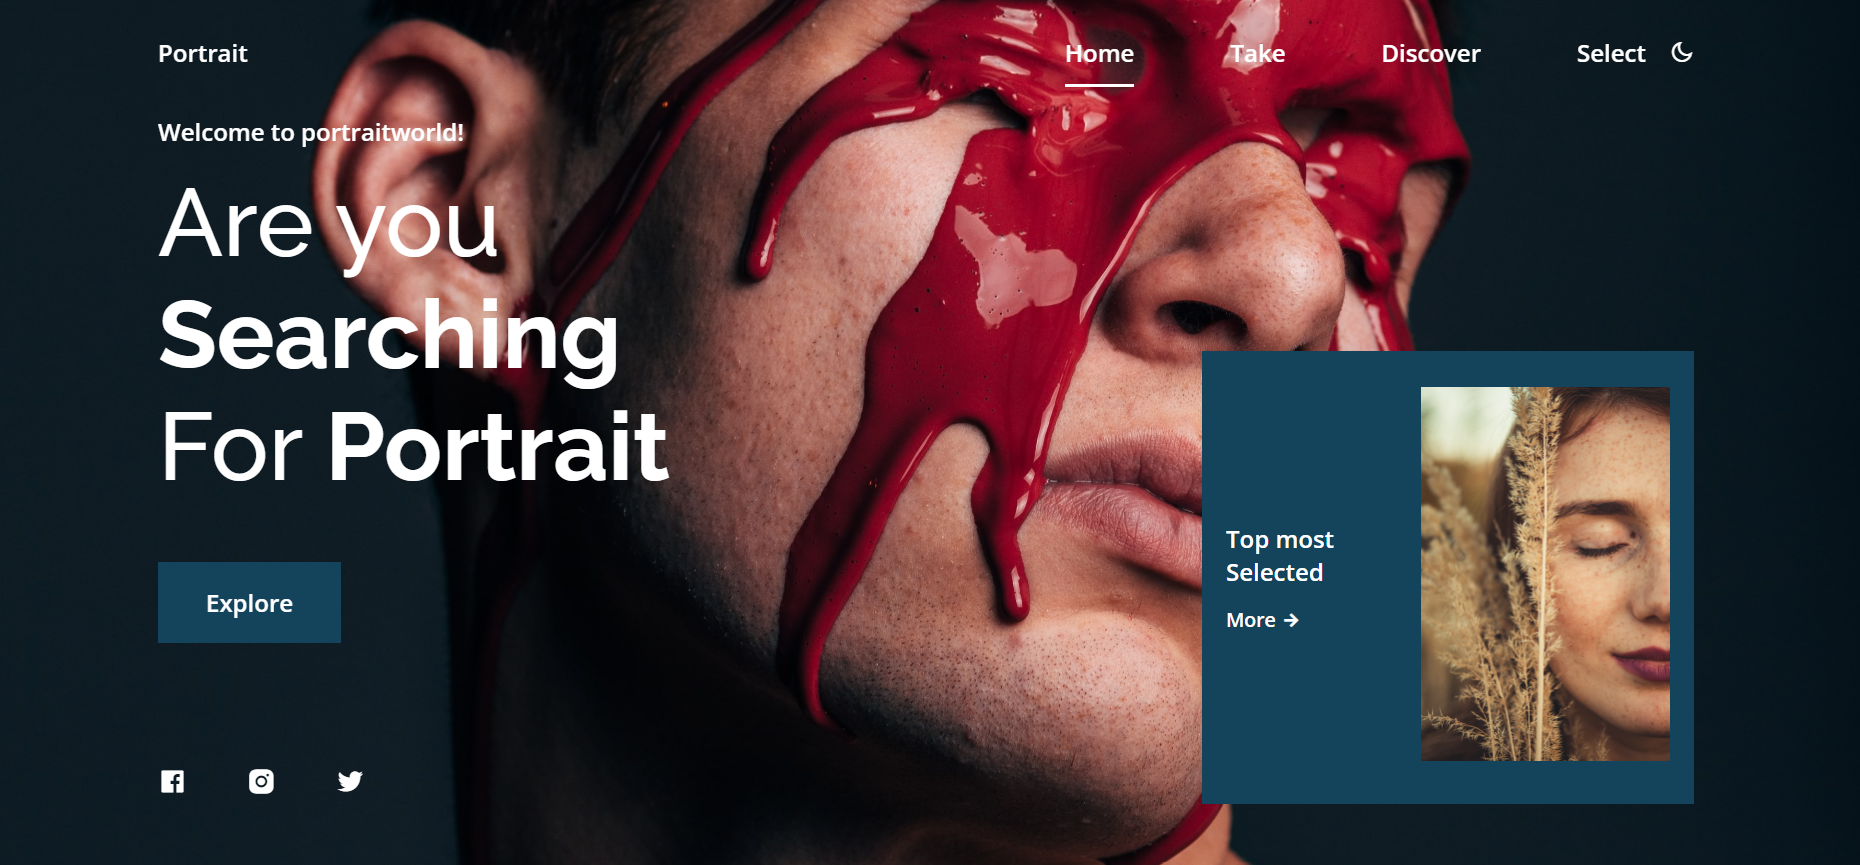 Portrait
Home Take Discover Select
Welcome to portraitworld!
Are you
Searching
For Portrait
Explore
Top most
Selected
More →